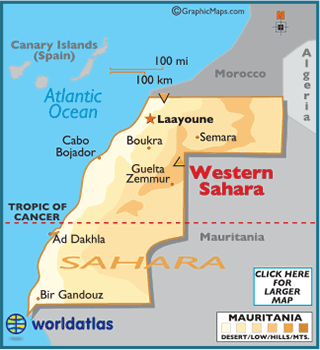 ©GraphicMaps.com
N
Canary Islands
(Spain)
100 mi
100 km
Morocco
Algeria
Atlantic
Ocean
Laayoune
Cabo
Bojador
Boukra
Semara
Guelta
Zemmur
Western
Sahara
TROPIC OF
CANCER
Ad Dakhla
Mauritania
SAHARA
CLICK HERE
FOR
LARGER
MAP
Bir Gandouz
worldatlas
MAURITANIA
DESERT/LOW/HILLS/MTS.